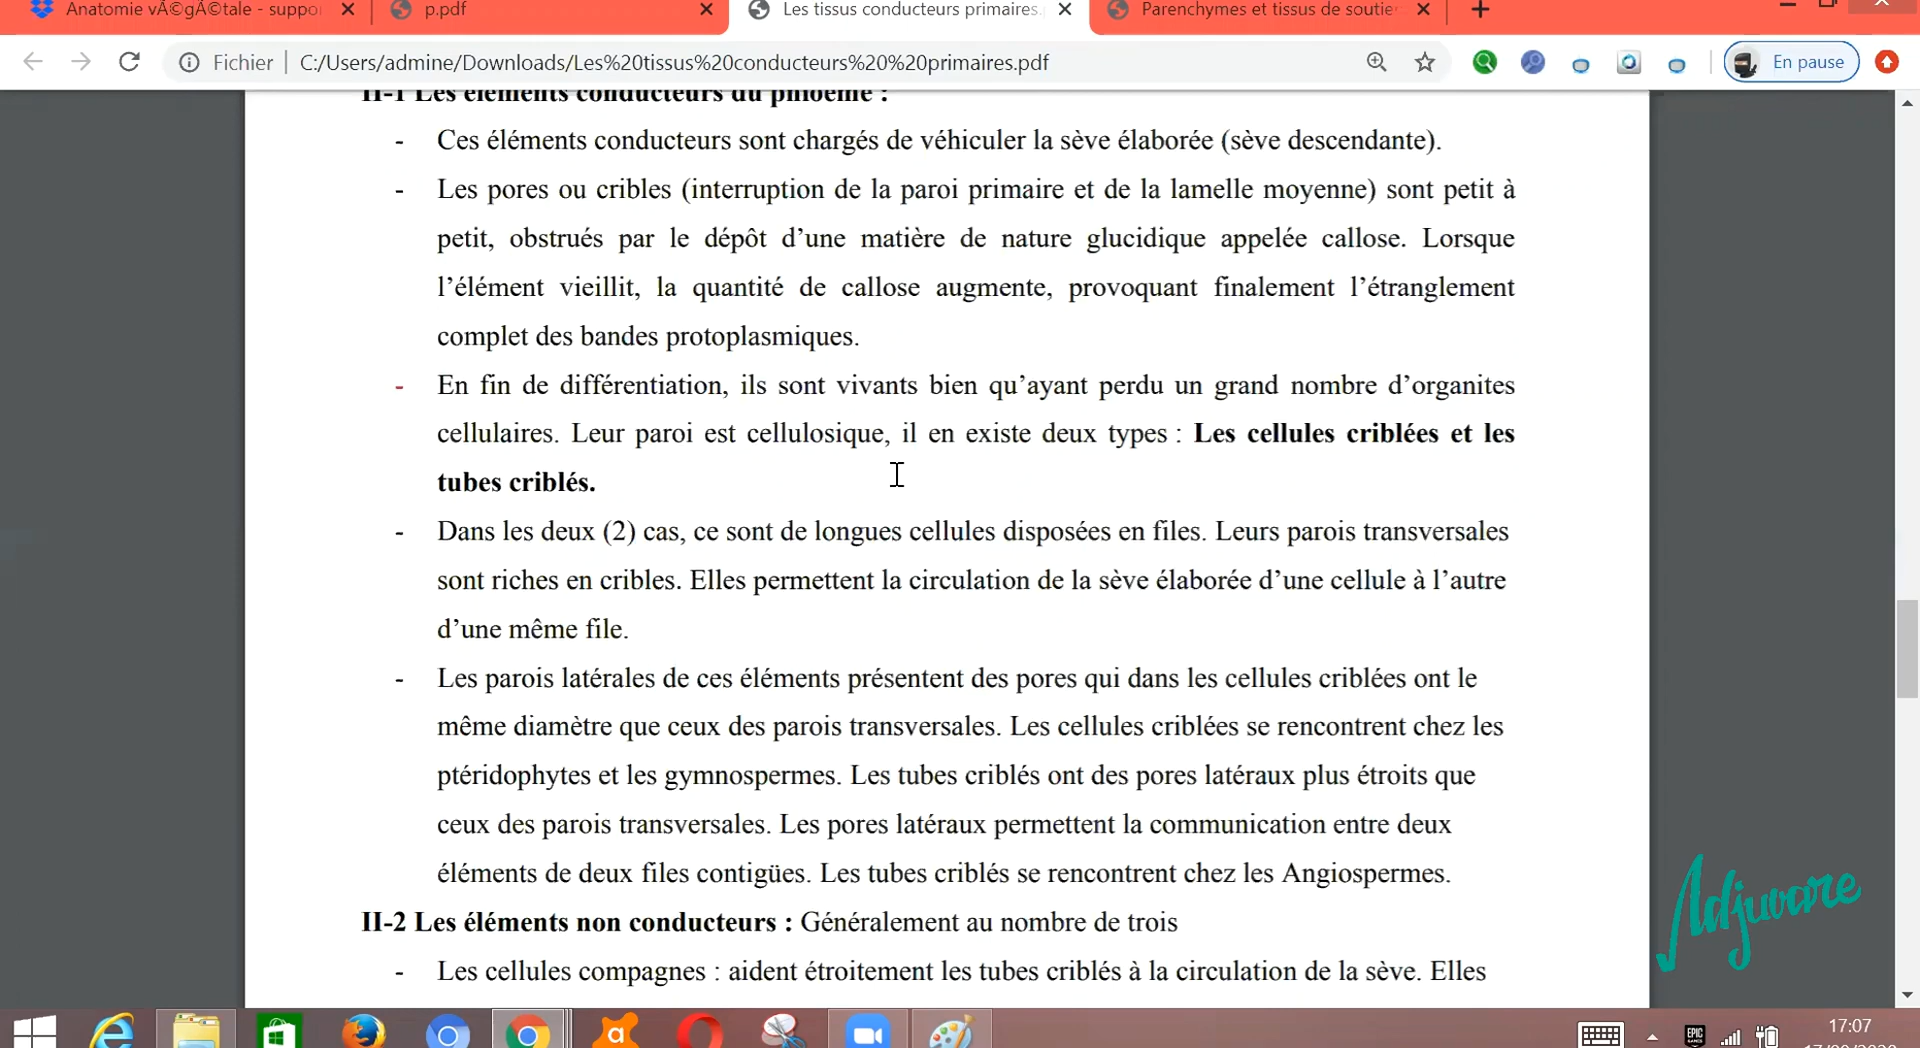 Anatomie vÃ©gÃ©tale - suppo
p.pdf
Les tissus conducteurs primaires.
Parenchymes et tissus de soutie
Fichier
C:/Users/admine/Downloads/Les%20tissus%20conducteurs%20%20primaires.pdf
En pause
II-1 Les éléments conducteurs du phloème :
- Ces éléments conducteurs sont chargés de véhiculer la sève élaborée (sève descendante).
- Les pores ou cribles (interruption de la paroi primaire et de la lamelle moyenne) sont petit à
petit, obstrués par le dépôt d’une matière de nature glucidique appelée callose. Lorsque
l’élément vieillit, la quantité de callose augmente, provoquant finalement l’étranglement
complet des bandes protoplasmiques.
- En fin de différentiation, ils sont vivants bien qu’ayant perdu un grand nombre d’organites
cellulaires. Leur paroi est cellulosique, il en existe deux types : Les cellules criblées et les
tubes criblés.
- Dans les deux (2) cas, ce sont de longues cellules disposées en files. Leurs parois transversales
sont riches en cribles. Elles permettent la circulation de la sève élaborée d’une cellule à l’autre
d’une même file.
- Les parois latérales de ces éléments présentent des pores qui dans les cellules criblées ont le
même diamètre que ceux des parois transversales. Les cellules criblées se rencontrent chez les
ptéridophytes et les gymnospermes. Les tubes criblés ont des pores latéraux plus étroits que
ceux des parois transversales. Les pores latéraux permettent la communication entre deux
éléments de deux files contigües. Les tubes criblés se rencontrent chez les Angiospermes.
II-2 Les éléments non conducteurs : Généralement au nombre de trois
- Les cellules compagnes : aident étroitement les tubes criblés à la circulation de la sève. Elles
Adjuvare
EPIC
17:07